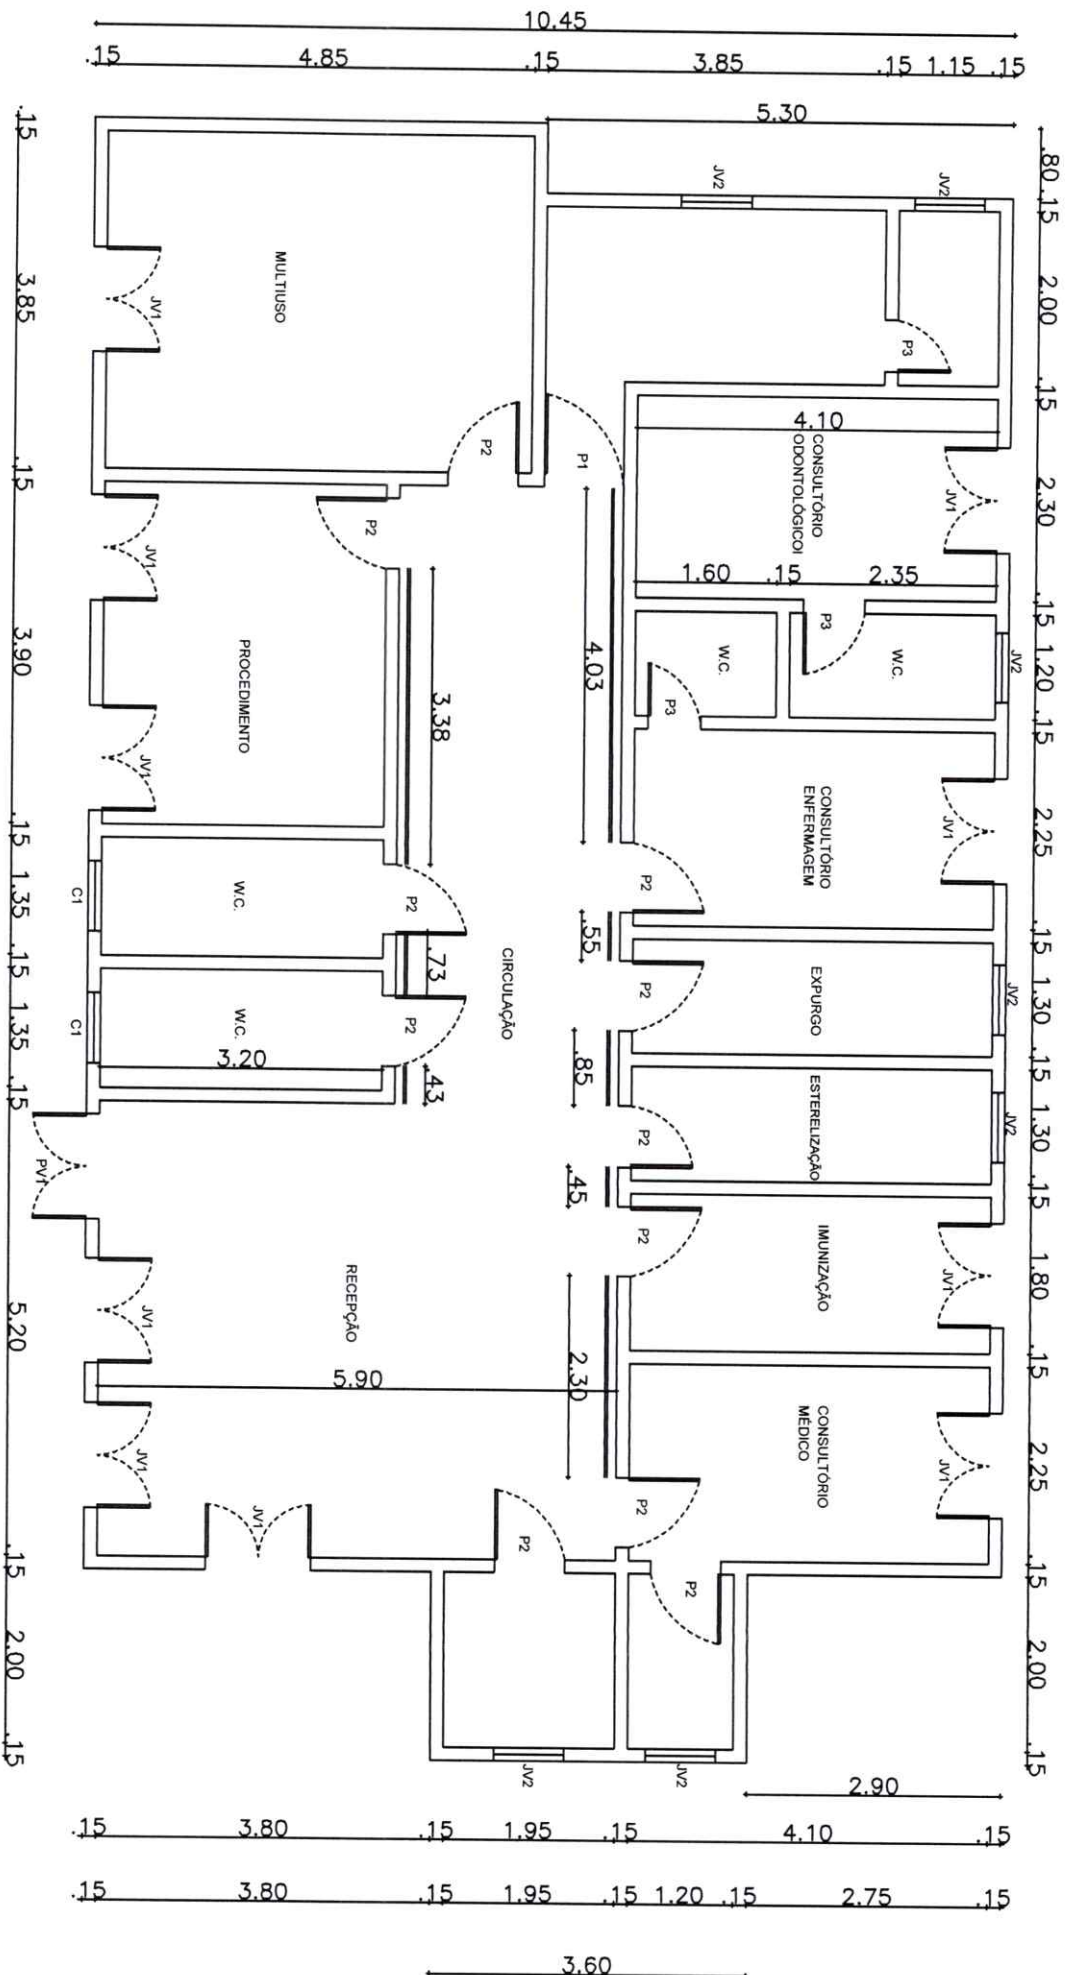 10.45
.15 4.85 .15 3.85 .15 1.15 .15
5.30
.15
3.85
.15
3.90
.15
1.35
.15
1.35
.15
5.20
.15
2.00
.15
.80
.15
2.00
.15
2.30
.15
1.20
.15
2.25
.15
1.30
.15
1.30
.15
1.80
.15
2.25
.15
2.00
.15
JV2
JV2
MULTIUSO
JV1
P3
P2
P1
4.10
CONSULTÓRIO
ODONTOLÓGICOI
JV1
JV1
P2
1.60 .15 2.35
4.03
3.38
PROCEDIMENTO
JV1
P3
W.C.
W.C.
JV2
P3
CONSULTÓRIO
ENFERMAGEM
JV1
P2
W.C.
C1
P2
.55
.73
CIRCULAÇÃO
P2
EXPURGO
JV2
W.C.
C1
P2
3.20
.43
.85
ESTERELIZAÇÃO
JV2
P2
PV1
.45
P2
IMUNIZAÇÃO
JV1
JV1
RECEPÇÃO
5.90
2.30
CONSULTÓRIO
MÉDICO
JV1
JV1
JV1
P2
P2
P2
JV2
JV2
2.90
.15 3.80 .15 1.95 .15 4.10 .15
.15 3.80 .15 1.95 .15 1.20 .15 2.75 .15
3.60